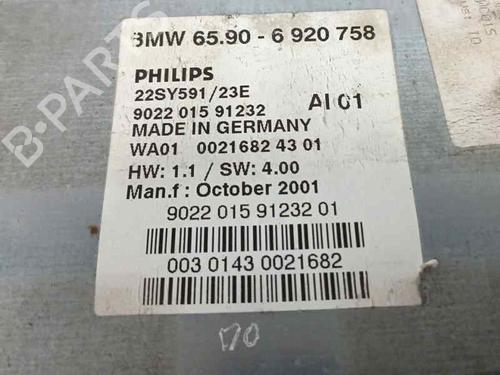 BMW 65.90 - 6 920 758
PHILIPS
22SY591/23E
9022 015 91232 AI 01
MADE IN GERMANY
WA01 0021682 43 01
HW: 1.1 / SW: 4.00
Man.f : October 2001
9022 015 91232 01
003 0143 0021682
170
B-PARTS